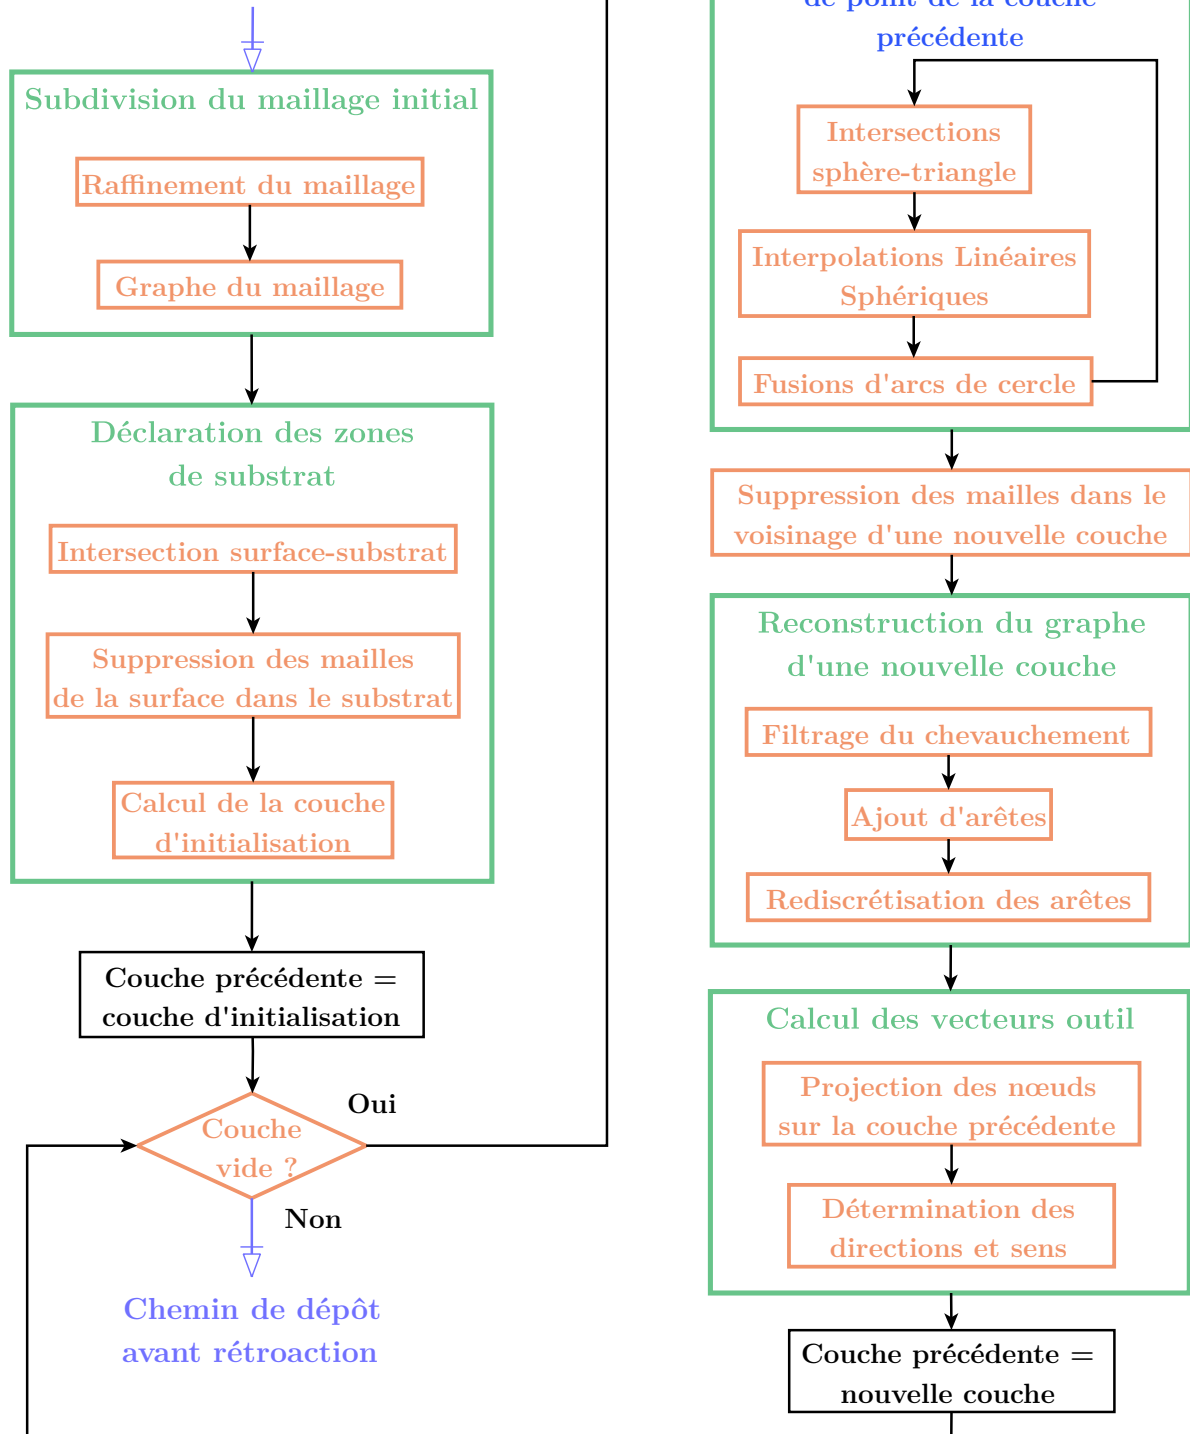 Subdivision du maillage initial
Raffinement du maillage
Graphe du maillage
Déclaration des zones
de substrat
Intersection surface-substrat
Suppression des mailles
de la surface dans le substrat
Calcul de la couche
d'initialisation
Couche précédente =
couche d'initialisation
Oui
Couche
vide ?
Non
Chemin de dépôt
avant rétroaction
de point de la couche
précédente
Intersections
sphère-triangle
Interpolations Linéaires
Sphériques
Fusions d'arcs de cercle
Suppression des mailles dans le
voisinage d'une nouvelle couche
Reconstruction du graphe
d'une nouvelle couche
Filtrage du chevauchement
Ajout d'arêtes
Rediscrétisation des arêtes
Calcul des vecteurs outil
Projection des nœuds
sur la couche précédente
Détermination des
directions et sens
Couche précédente =
nouvelle couche